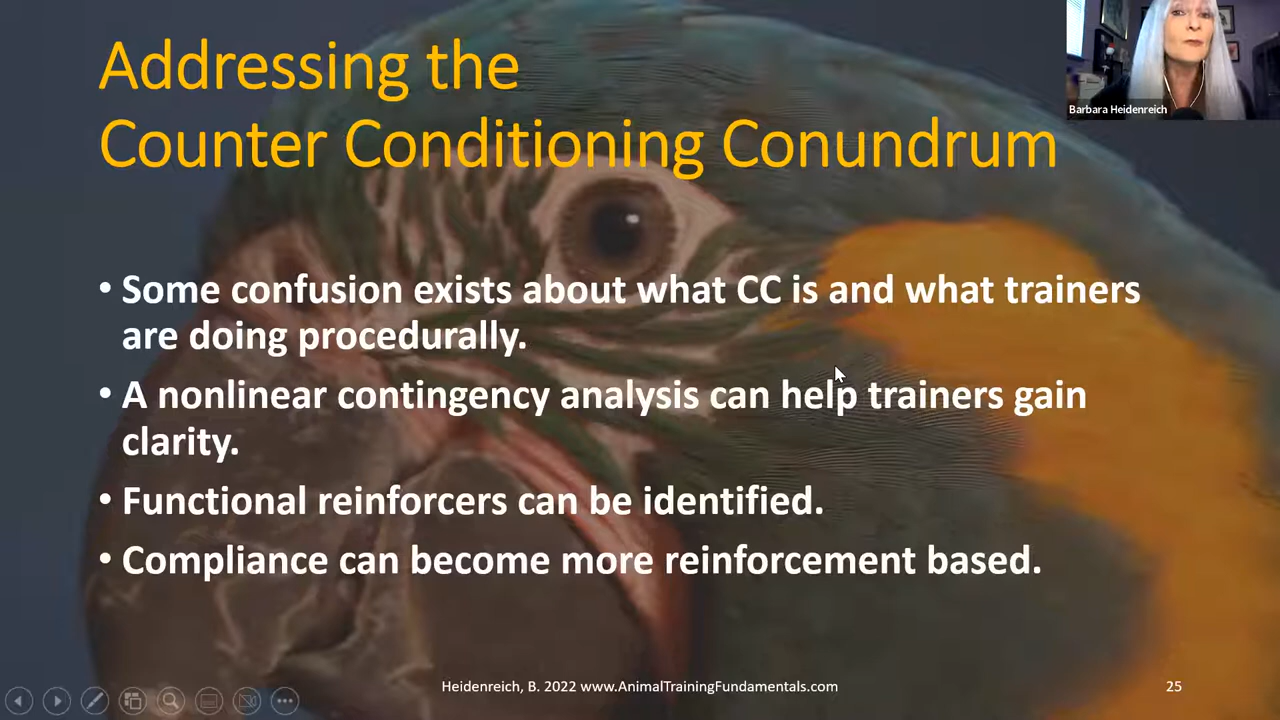 Addressing the
Counter Conditioning Conundrum
Barbara Heidenreich
• Some confusion exists about what CC is and what trainers
are doing procedurally.
• A nonlinear contingency analysis can help trainers gain
clarity.
• Functional reinforcers can be identified.
• Compliance can become more reinforcement based.
Heidenreich, B. 2022 www.AnimalTrainingFundamentals.com
25